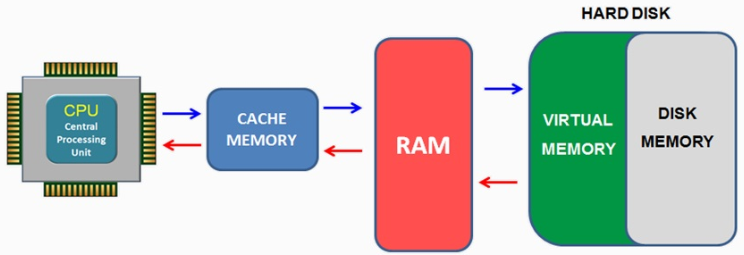 HARD DISK
CPU
Central
Processing
Unit
CACHE
MEMORY
RAM
VIRTUAL
MEMORY
DISK
MEMORY